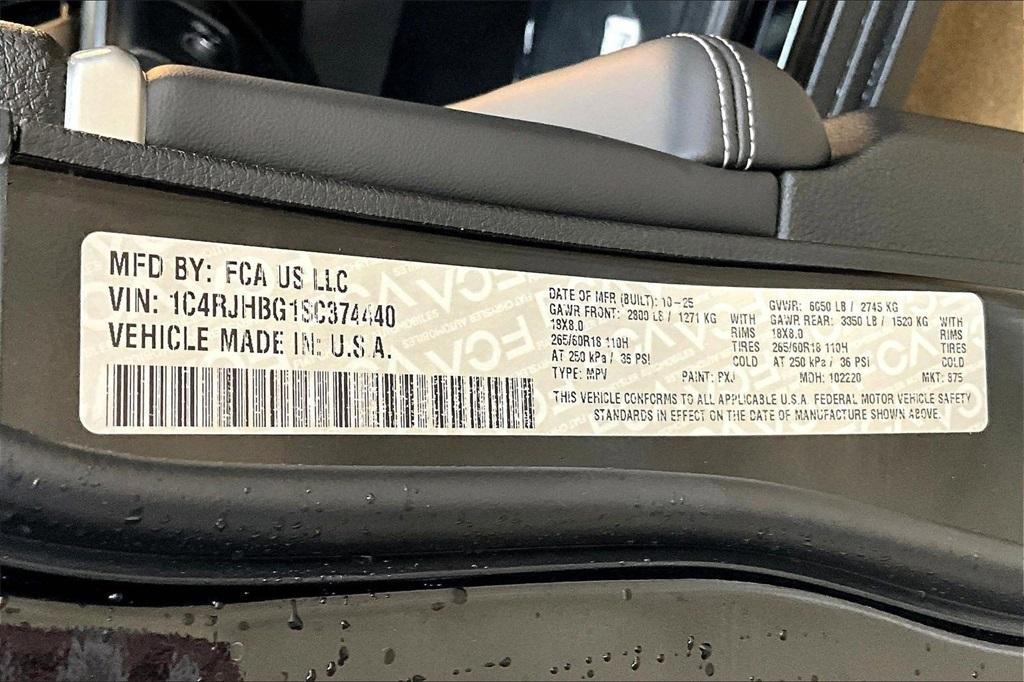 MFD BY: FCA US LLC
VIN: 1C4RJHBG1SC374440
VEHICLE MADE IN: U.S.A.
DATE OF MFR (BUILT): 10-25 GVWR: 6050 LB / 2745 KG
GAWR FRONT: 2800 LB / 1271 KG WITH GAWR REAR: 3350 LB / 1520 KG WITH
18X8.0 RIMS 18X8.0 RIMS
265/60R18 110H TIRES 265/60R18 110H TIRES
AT 250 kPa / 36 PSI COLD AT 250 kPa / 36 PSI COLD
TYPE: MPV PAINT: PXJ MDH: 102220 MKT: 875
THIS VEHICLE CONFORMS TO ALL APPLICABLE U.S.A. FEDERAL MOTOR VEHICLE SAFETY
STANDARDS IN EFFECT ON THE DATE OF MANUFACTURE SHOWN ABOVE.